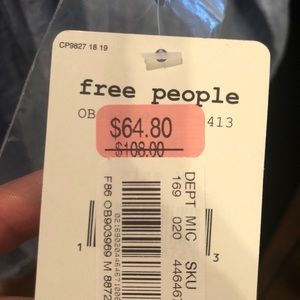 CP9827 18 19
free people
OB 413
$64.80
$108.00
DEPT MIC SKU
169 020 44646
F86 OB903969 M 8872
1
3